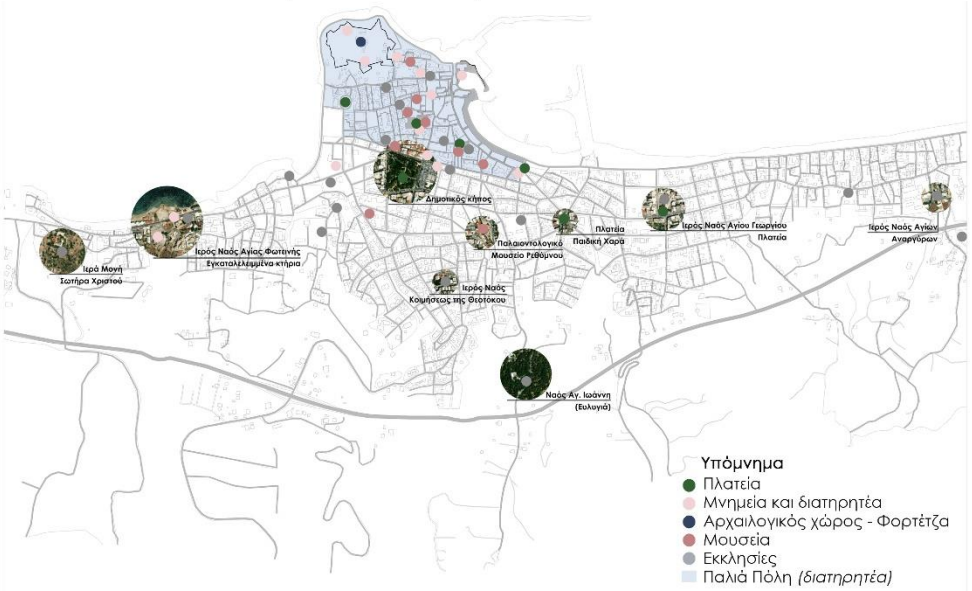 Δημοτικός κήπος
Ιερός Ναός Αγίου Γεωργίου
Πλατεία
Ιερός Ναός Αγίων
Αναργύρων
Πλατεία
Παιδική Χαρά
Παλαιοντολογικό
Μουσείο Ρεθύμνου
Ιερός Ναός Αγίας Φωτεινής
Εγκαταλελειμμένα κτήρια
Ιερά Μονή
Σωτήρα Χριστού
Ιερός Ναός
Κοιμήσεως της Θεοτόκου
Ναός Αγ. Ιωάννη
(Ευλυγιά)
Υπόμνημα
Πλατεία
Μνημεία και διατηρητέα
Αρχαιλογικός χώρος - Φορτέτζα
Μουσεία
Εκκλησίες
Παλιά Πόλη (διατηρητέα)